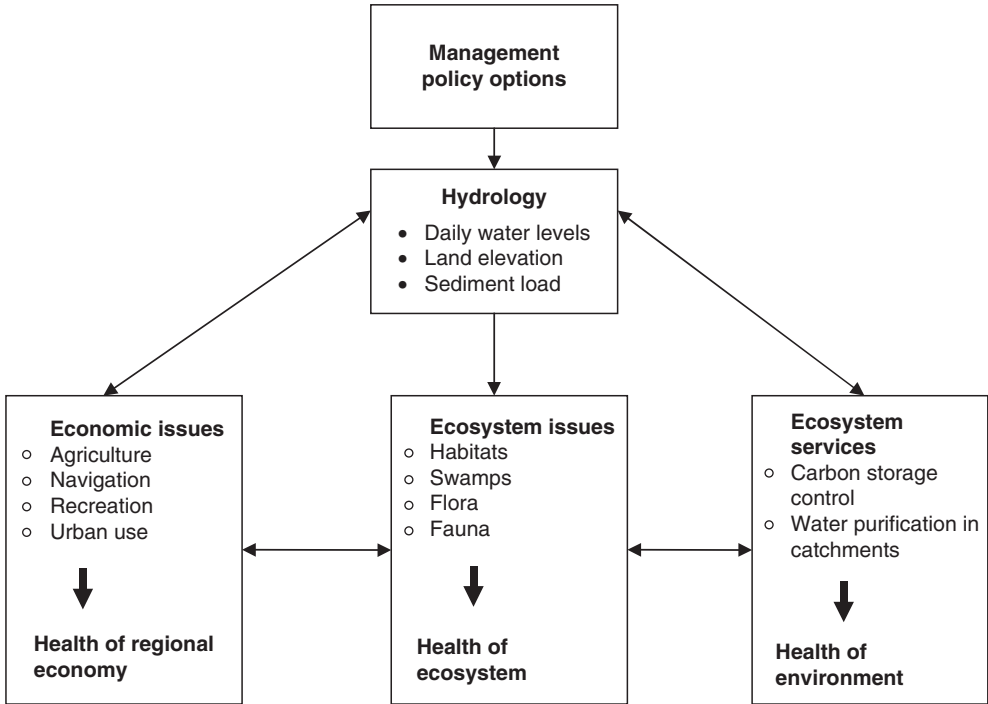 Management
policy options
Hydrology
• Daily water levels
• Land elevation
• Sediment load
Economic issues
○ Agriculture
○ Navigation
○ Recreation
○ Urban use
Health of regional
economy
Ecosystem issues
○ Habitats
○ Swamps
○ Flora
○ Fauna
Health of
ecosystem
Ecosystem
services
○ Carbon storage
control
○ Water purification in
catchments
Health of
environment